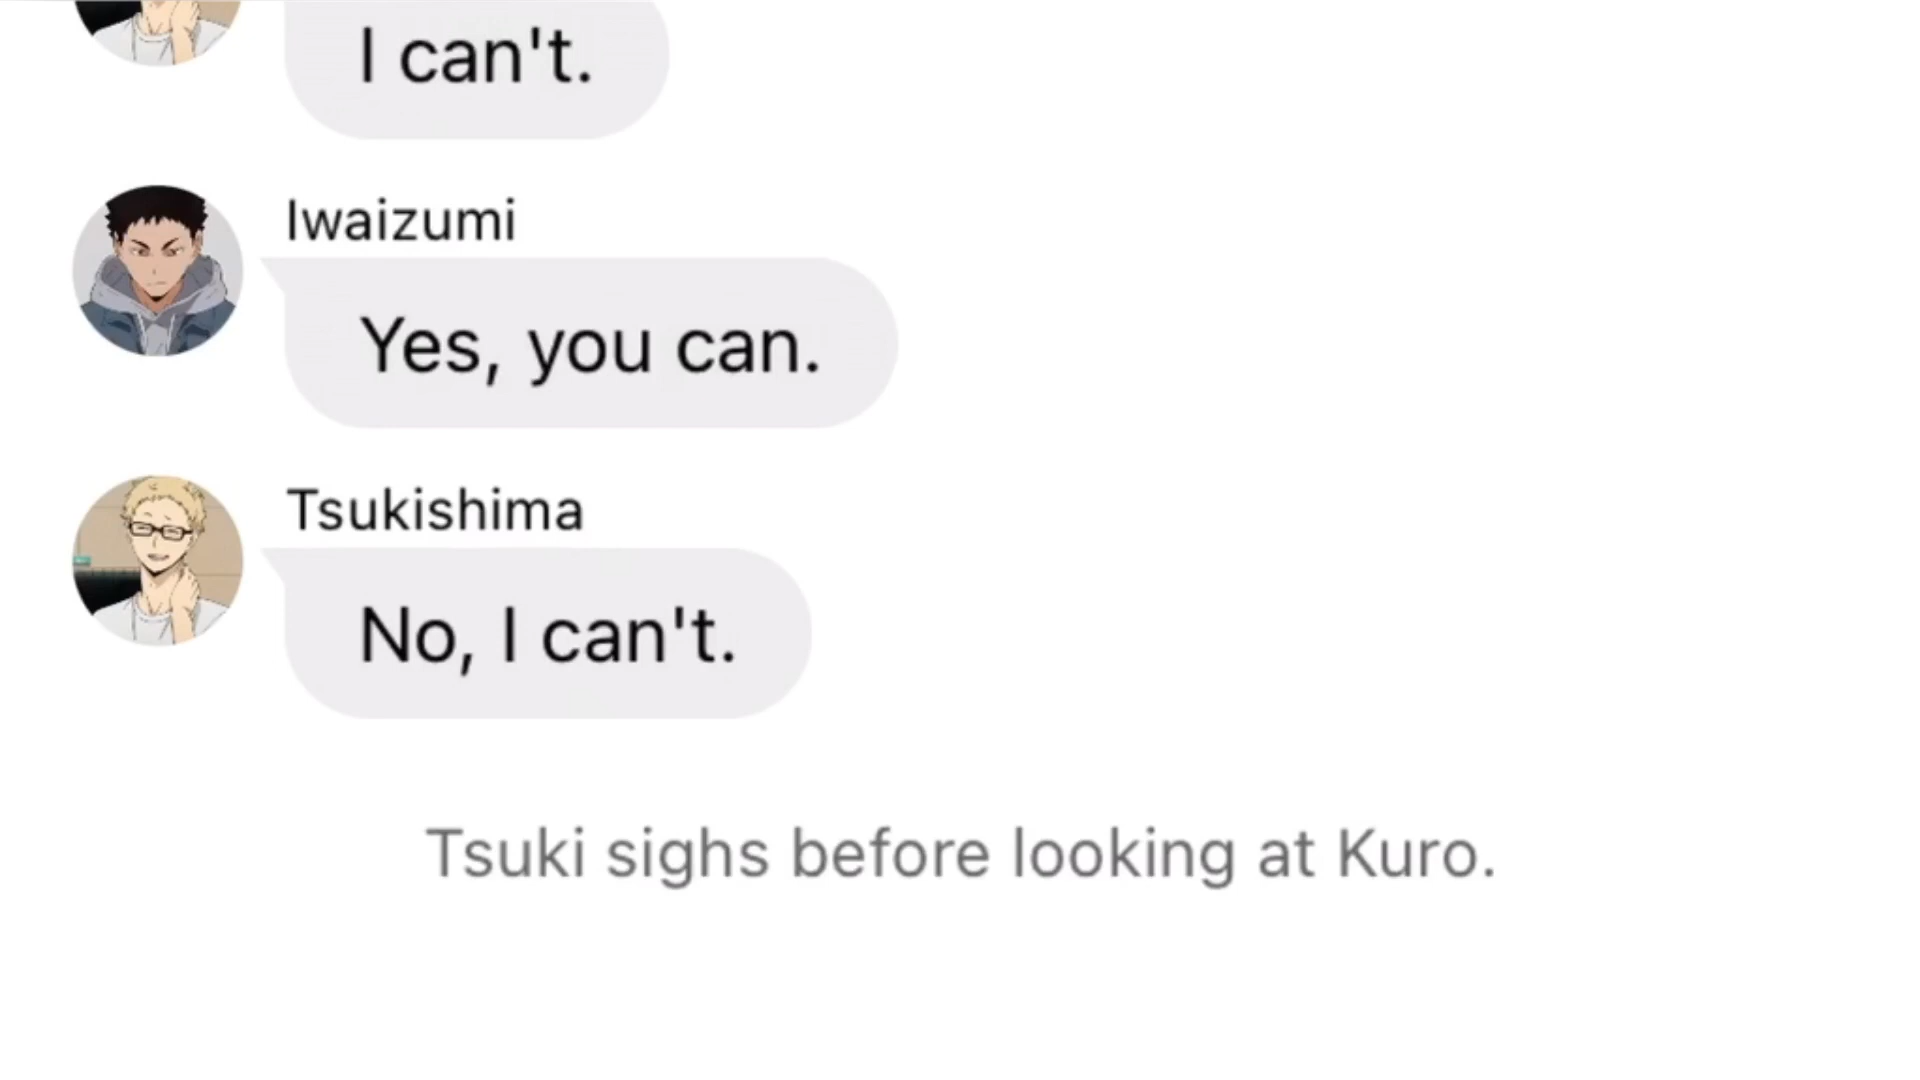 I can't.
Iwaizumi
Yes, you can.
Tsukishima
No, I can't.
Tsuki sighs before looking at Kuro.